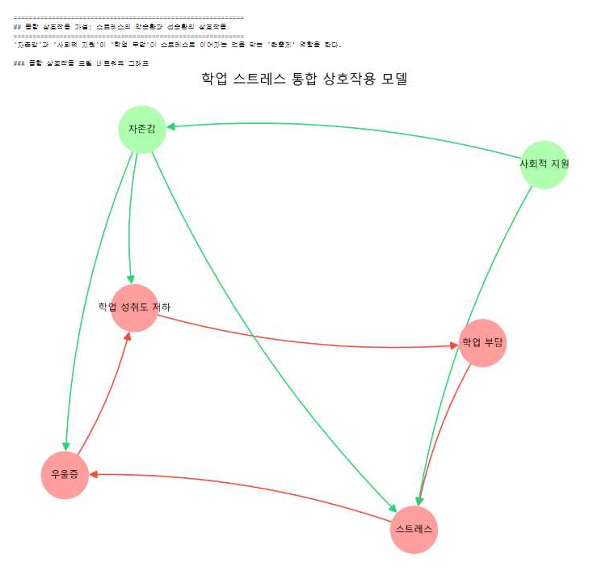 ============================================================
## 통합 상호작용 가설: 스트레스의 악순환과 선순환의 상호작용
============================================================
'자존감'과 '사회적 지원'이 '학업 부담'이 스트레스로 이어지는 것을 막는 '완충제' 역할을 한다.
### 통합 상호작용 모델 네트워크 그래프
학업 스트레스 통합 상호작용 모델
자존감
사회적 지원
학업 성취도 저하
학업 부담
우울증
스트레스